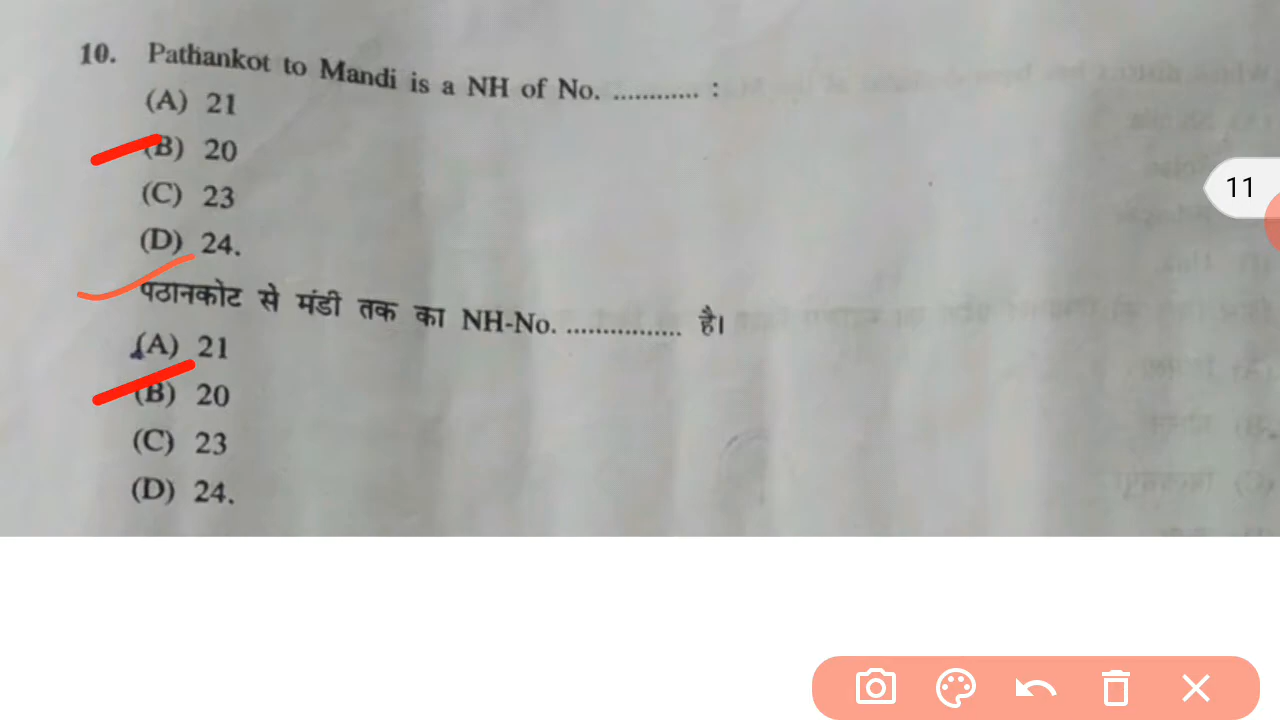 10. Pathankot to Mandi is a NH of No. ............ :
(A) 21
(B) 20
(C) 23
(D) 24.
पठानकोट से मंडी तक का NH-No. ................ है।
(A) 21
(B) 20
(C) 23
(D) 24.
11